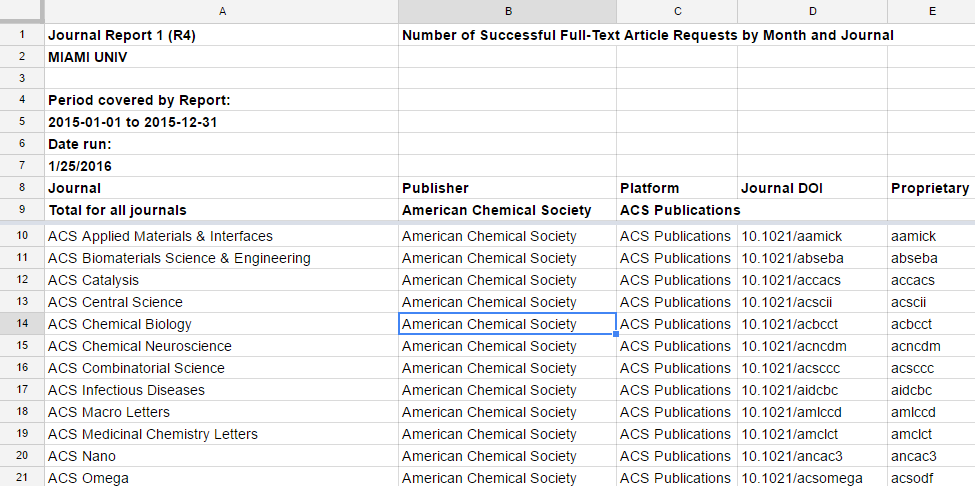 A B C D E
1 Journal Report 1 (R4) Number of Successful Full-Text Article Requests by Month and Journal
2 MIAMI UNIV
3
4 Period covered by Report:
5 2015-01-01 to 2015-12-31
6 Date run:
7 1/25/2016
8 Journal Publisher Platform Journal DOI Proprietary
9 Total for all journals American Chemical Society ACS Publications
10 ACS Applied Materials & Interfaces American Chemical Society ACS Publications 10.1021/aamick aamick
11 ACS Biomaterials Science & Engineering American Chemical Society ACS Publications 10.1021/abseba abseba
12 ACS Catalysis American Chemical Society ACS Publications 10.1021/accacs accacs
13 ACS Central Science American Chemical Society ACS Publications 10.1021/acscii acscii
14 ACS Chemical Biology American Chemical Society ACS Publications 10.1021/acbcct acbcct
15 ACS Chemical Neuroscience American Chemical Society ACS Publications 10.1021/acncdm acncdm
16 ACS Combinatorial Science American Chemical Society ACS Publications 10.1021/acsccc acsccc
17 ACS Infectious Diseases American Chemical Society ACS Publications 10.1021/aidcbc aidcbc
18 ACS Macro Letters American Chemical Society ACS Publications 10.1021/amlccd amlccd
19 ACS Medicinal Chemistry Letters American Chemical Society ACS Publications 10.1021/amclct amclct
20 ACS Nano American Chemical Society ACS Publications 10.1021/ancac3 ancac3
21 ACS Omega American Chemical Society ACS Publications 10.1021/acsomega acsodf